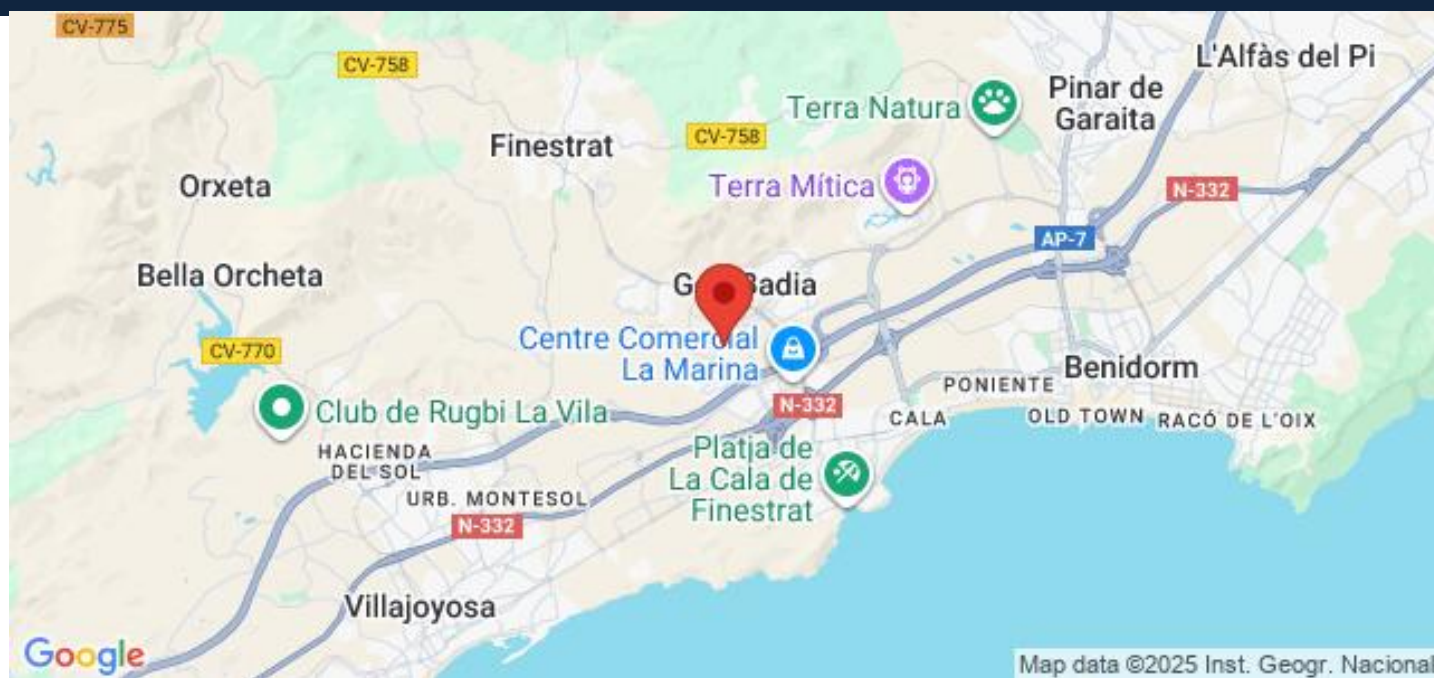 CV-775
CV-758
L'Alfàs del Pi
Terra Natura
Pinar de
Garaita
Finestrat
CV-758
Orxeta
Terra Mítica
N-332
AP-7
Bella Orcheta
Badia
Centre Comercial
La Marina
CV-770
Benidorm
PONIENTE
N-332
CALA
OLD TOWN
RACÓ DE L'OIX
Club de Rugbi La Vila
HACIENDA
DEL SOL
Platja de
La Cala de
Finestrat
URB. MONTESOL
N-332
Villajoyosa
Google
Map data ©2025 Inst. Geogr. Nacional